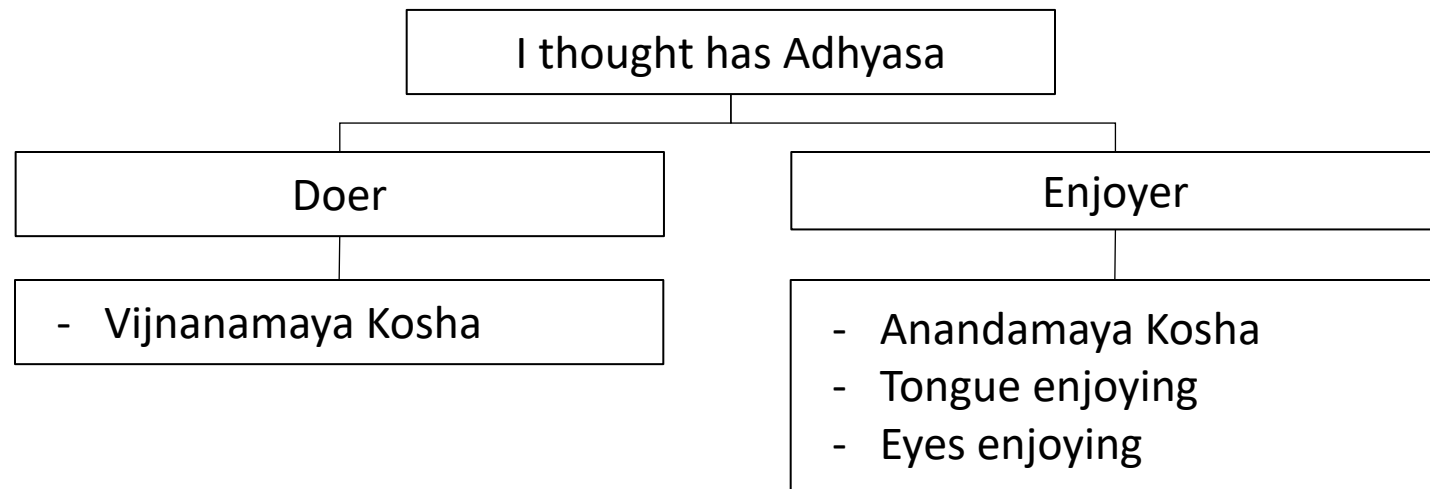 I thought has Adhyasa
Doer
Enjoyer
- Vijnanamaya Kosha
- Anandamaya Kosha
- Tongue enjoying
- Eyes enjoying